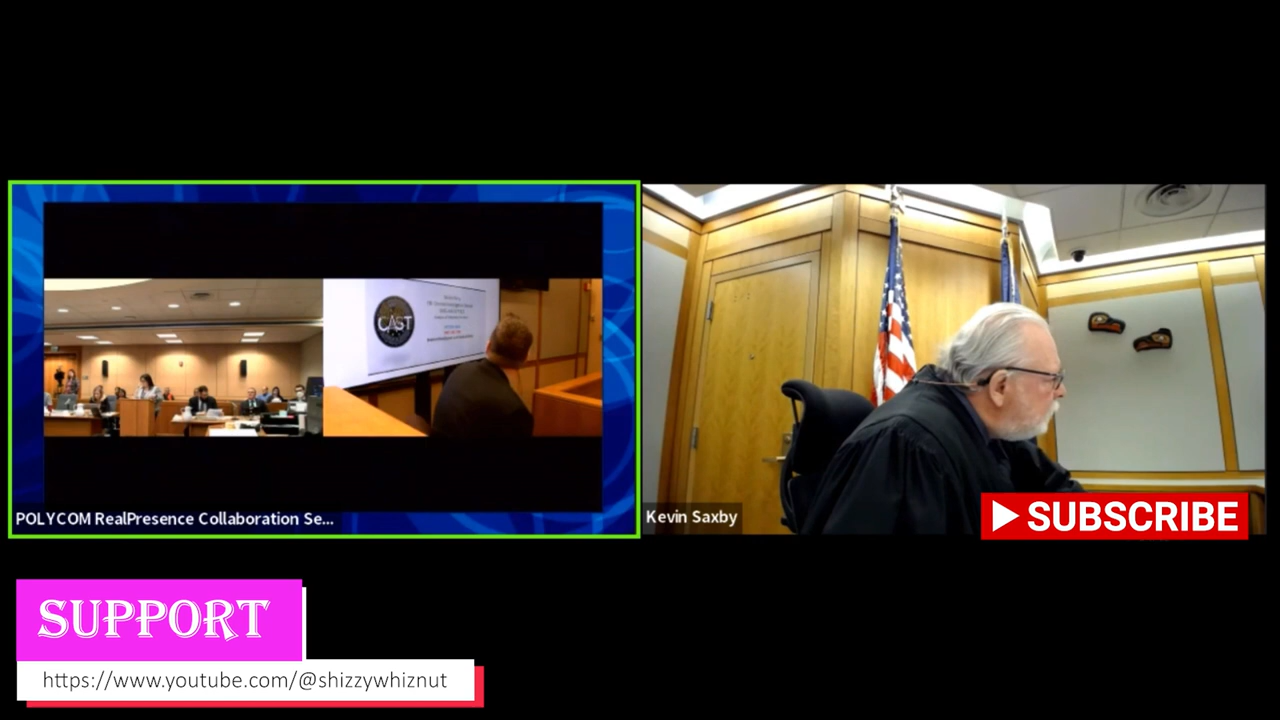 CAST
POLYCOM RealPresence Collaboration Se...
Kevin Saxby
SUBSCRIBE
SUPPORT
https://www.youtube.com/@shizzywhiznut